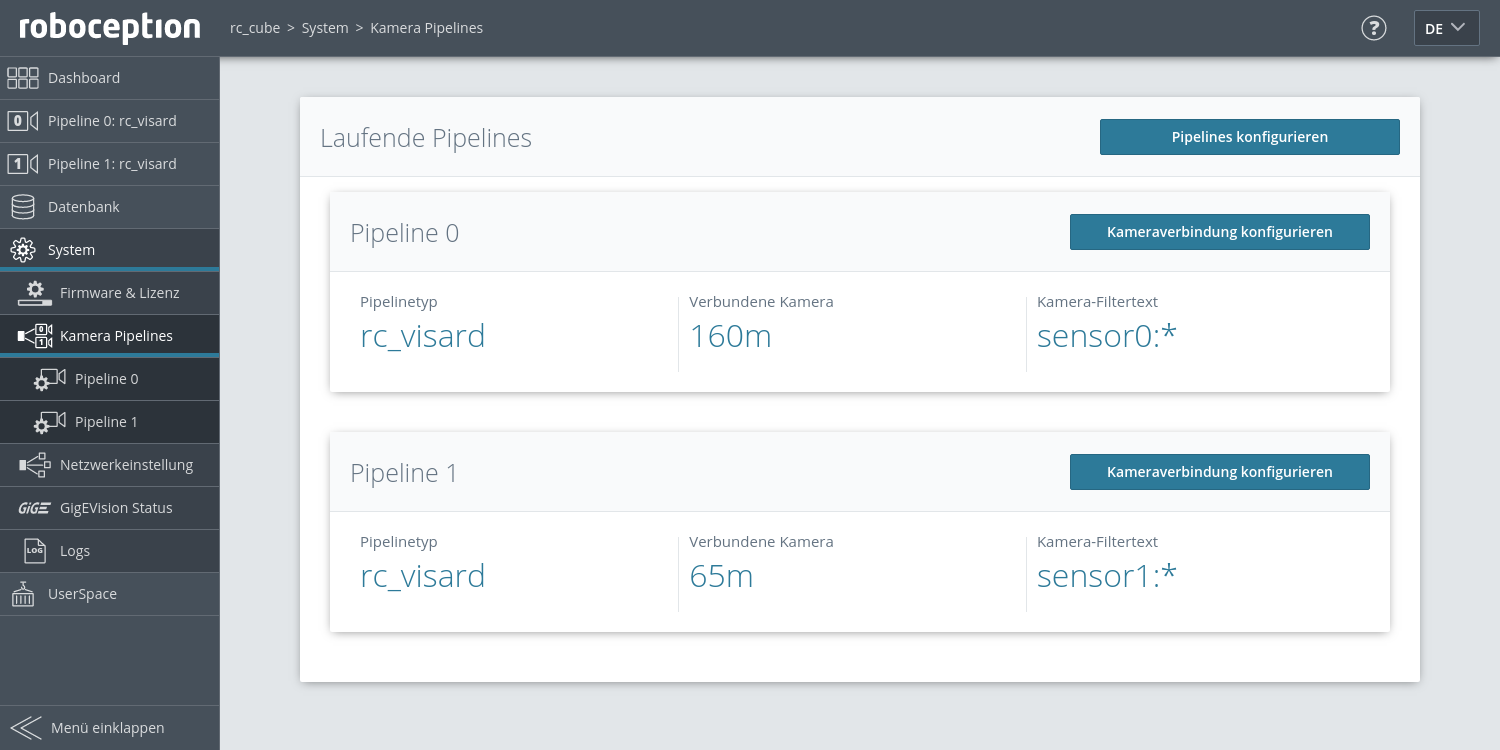 roboception
rc_cube > System > Kamera Pipelines
?
DE
Dashboard
0 Pipeline 0: rc_visard
1 Pipeline 1: rc_visard
Datenbank
System
Firmware & Lizenz
0 1 Kamera Pipelines
Pipeline 0
Pipeline 1
Netzwerkeinstellung
GiGE GigEVision Status
LOG Logs
UserSpace
Menü einklappen
Laufende Pipelines
Pipelines konfigurieren
Pipeline 0
Kameraverbindung konfigurieren
Pipelinetyp
rc_visard
Verbundene Kamera
160m
Kamera-Filtertext
sensor0:*
Pipeline 1
Kameraverbindung konfigurieren
Pipelinetyp
rc_visard
Verbundene Kamera
65m
Kamera-Filtertext
sensor1:*